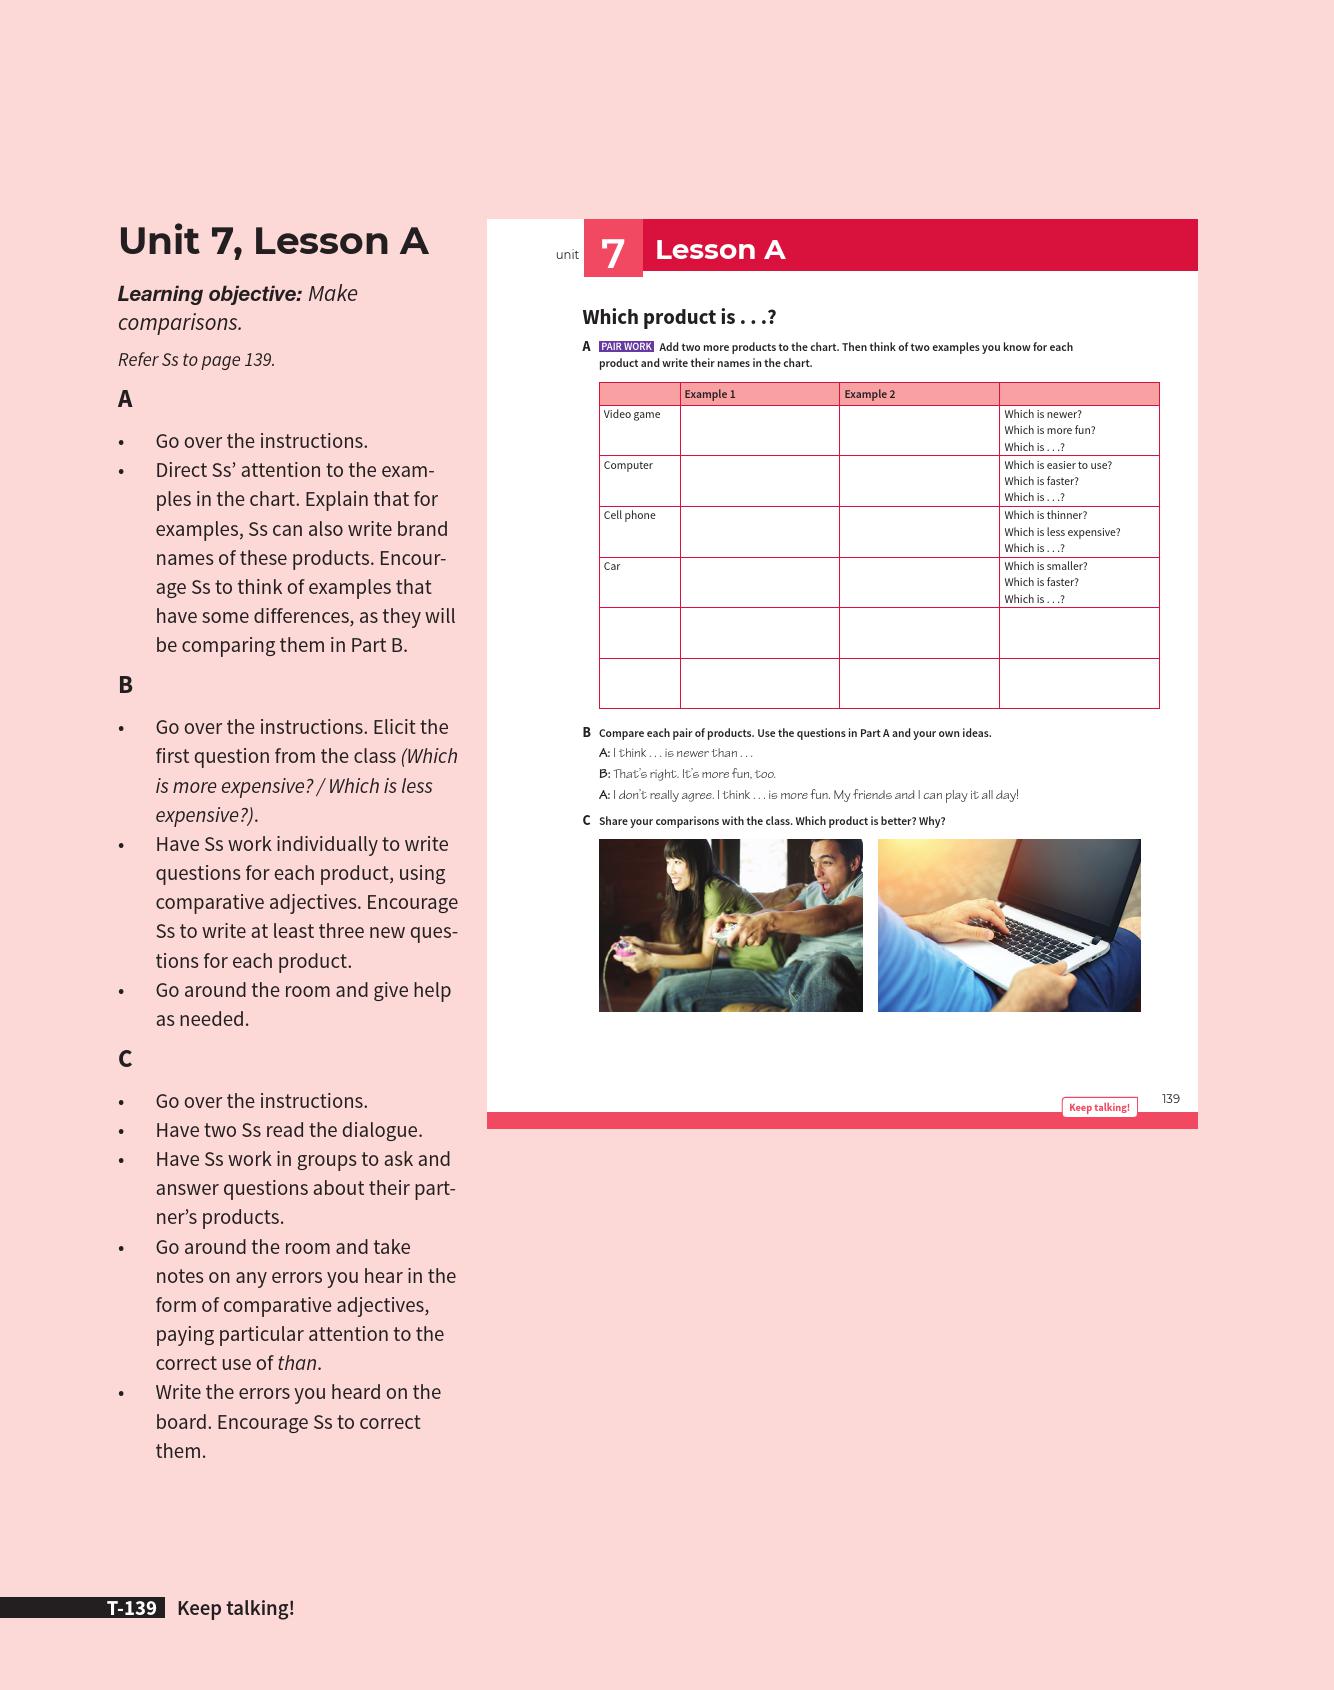 Unit 7, Lesson A
Learning objective: Make
comparisons.
Refer Ss to page 139.
A
• Go over the instructions.
• Direct Ss’ attention to the exam-
ples in the chart. Explain that for
examples, Ss can also write brand
names of these products. Encour-
age Ss to think of examples that
have some differences, as they will
be comparing them in Part B.
B
• Go over the instructions. Elicit the
first question from the class (Which
is more expensive? / Which is less
expensive?).
• Have Ss work individually to write
questions for each product, using
comparative adjectives. Encourage
Ss to write at least three new ques-
tions for each product.
• Go around the room and give help
as needed.
C
• Go over the instructions.
• Have two Ss read the dialogue.
• Have Ss work in groups to ask and
answer questions about their part-
ner’s products.
• Go around the room and take
notes on any errors you hear in the
form of comparative adjectives,
paying particular attention to the
correct use of than.
• Write the errors you heard on the
board. Encourage Ss to correct
them.
unit 7 Lesson A
Which product is . . .?
A PAIR WORK Add two more products to the chart. Then think of two examples you know for each
product and write their names in the chart.
Example 1 Example 2
Video game
Which is newer?
Which is more fun?
Which is . . .?
Computer
Which is easier to use?
Which is faster?
Which is . . .?
Cell phone
Which is thinner?
Which is less expensive?
Which is . . .?
Car
Which is smaller?
Which is faster?
Which is . . .?
B Compare each pair of products. Use the questions in Part A and your own ideas.
A: I think . . . is newer than . . .
B: That’s right. It’s more fun, too.
A: I don’t really agree. I think . . . is more fun. My friends and I can play it all day!
C Share your comparisons with the class. Which product is better? Why?
Keep talking! 139
T-139 Keep talking!